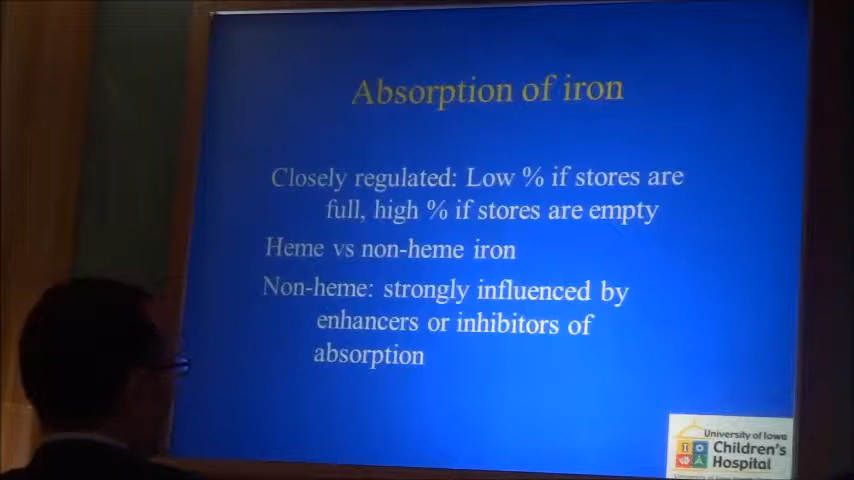 Absorption of iron
Closely regulated: Low % if stores are
full, high % if stores are empty
Heme vs non-heme iron
Non-heme: strongly influenced by
enhancers or inhibitors of
absorption
University of Iowa
Children's
Hospital